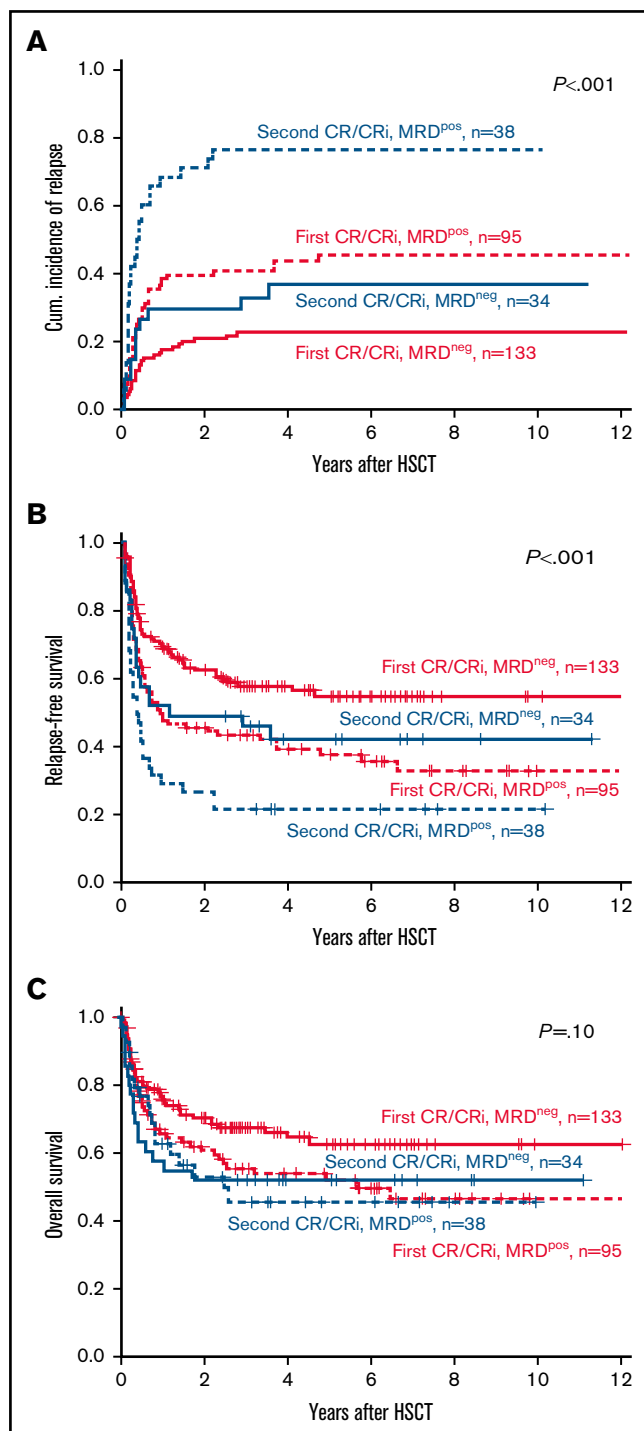 A
1.0
0.8
0.6
0.4
0.2
0.0
Cum. incidence of relapse
P<.001
Second CR/CRi, MRDpos, n=38
First CR/CRi, MRDpos, n=95
Second CR/CRi, MRDneg, n=34
First CR/CRi, MRDneg, n=133
0 2 4 6 8 10 12
Years after HSCT
B
1.0
0.8
0.6
0.4
0.2
0.0
Relapse-free survival
P<.001
First CR/CRi, MRDneg, n=133
Second CR/CRi, MRDneg, n=34
First CR/CRi, MRDpos, n=95
Second CR/CRi, MRDpos, n=38
0 2 4 6 8 10 12
Years after HSCT
C
1.0
0.8
0.6
0.4
0.2
0.0
Overall survival
P=.10
First CR/CRi, MRDneg, n=133
Second CR/CRi, MRDneg, n=34
Second CR/CRi, MRDpos, n=38
First CR/CRi, MRDpos, n=95
0 2 4 6 8 10 12
Years after HSCT